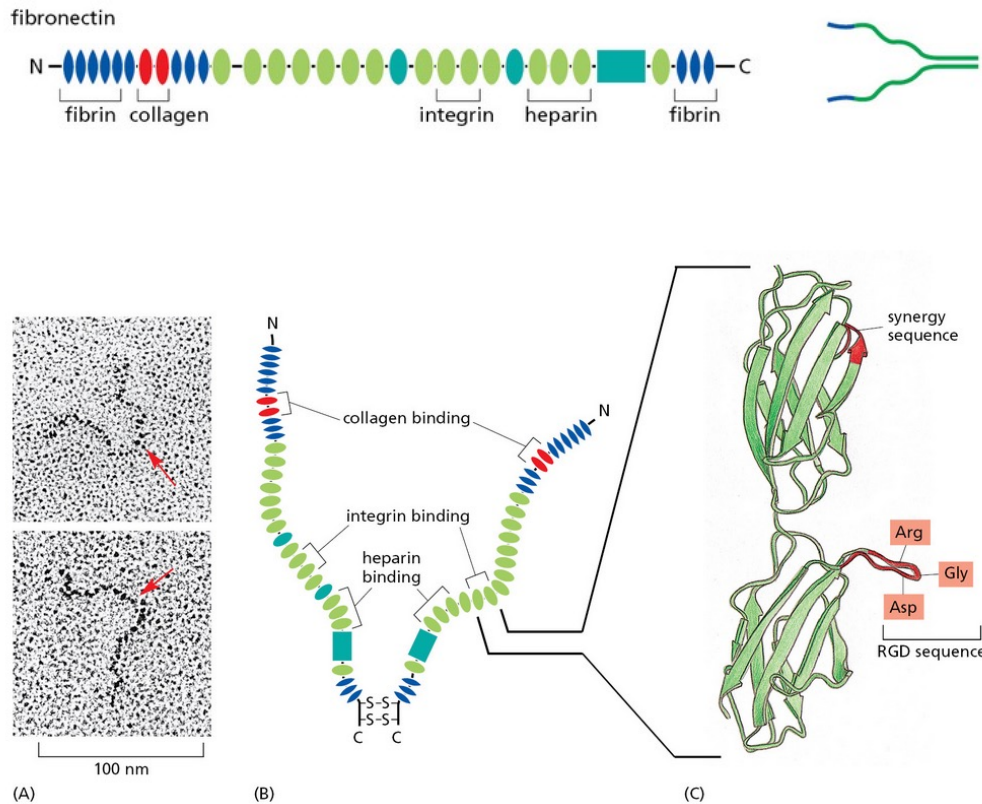 fibronectin
N
C
fibrin
collagen
integrin
heparin
fibrin
N
N
collagen binding
integrin binding
heparin
binding
S–S
S–S
C
C
synergy
sequence
Arg
Gly
Asp
RGD sequence
100 nm
(A)
(B)
(C)